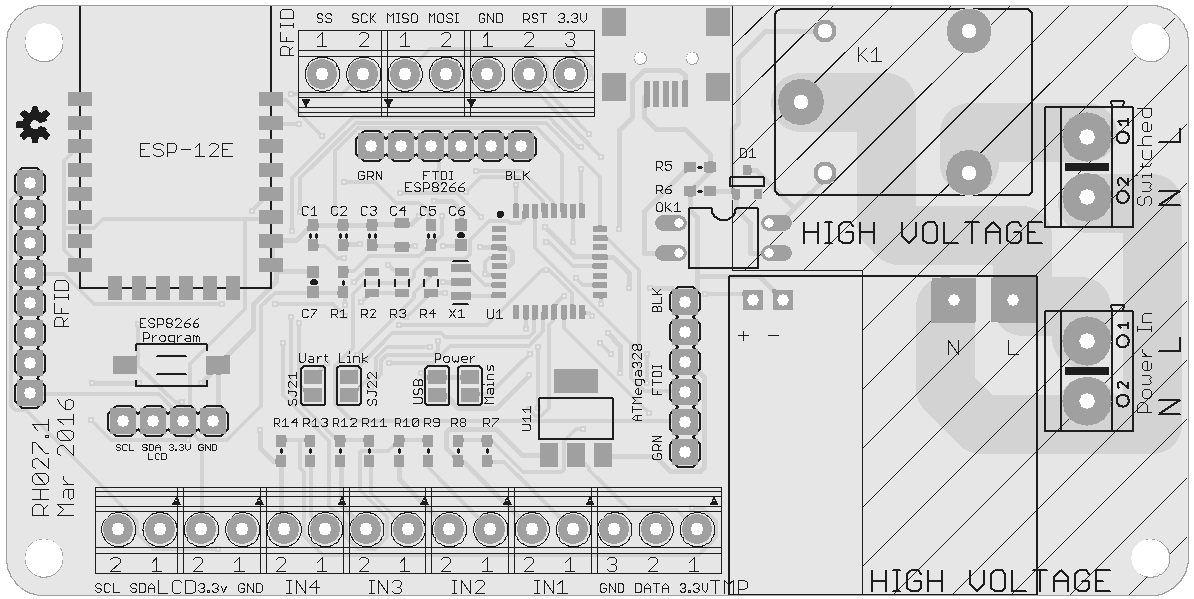 SS SCK MISO MOSI GND RST 3.3V
RFID
1 2 1 2 1 2 3
K1
ESP-12E
GRN FTDI BLK
ESP8266
R5
D1
R6
OK1
O1
O2
Switched
L
N
HIGH VOLTAGE
C1 C2 C3 C4 C5 C6
C7 R1 R2 R3 R4 X1 U1
RFID
BLK
FTDI
GRN
ATMega328
+ -
N L
O1
O2
Power In
L
N
ESP8266
Program
Uart Link
SJ21
SJ22
Power
USB
Mains
U11
R14 R13 R12 R11 R10 R9 R8 R7
SCL SDA 3.3V GND
LCD
RH027.1
Mar 2016
2 1 2 1 2 1 2 1 2 1 2 1 3 2 1
SCL SDA LCD 3.3v GND IN4 IN3 IN2 IN1 GND DATA 3.3V TMP
HIGH VOLTAGE